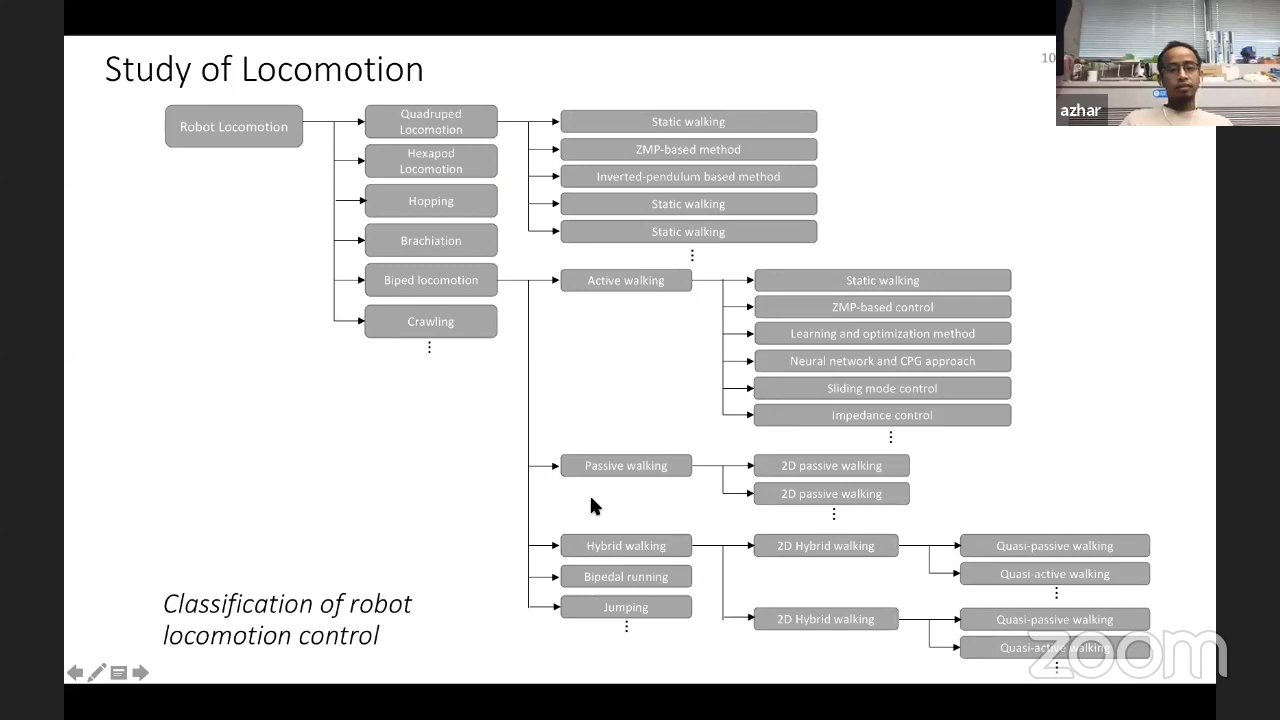 Study of Locomotion
10
azhar
Robot Locomotion
Quadruped
Locomotion
Hexapod
Locomotion
Hopping
Brachiation
Biped locomotion
Crawling
Static walking
ZMP-based method
Inverted-pendulum based method
Static walking
Static walking
Active walking
Static walking
ZMP-based control
Learning and optimization method
Neural network and CPG approach
Sliding mode control
Impedance control
Passive walking
2D passive walking
2D passive walking
Hybrid walking
2D Hybrid walking
Quasi-passive walking
Quasi-active walking
Bipedal running
Jumping
2D Hybrid walking
Quasi-passive walking
Quasi-active walking
Classification of robot
locomotion control
zoom